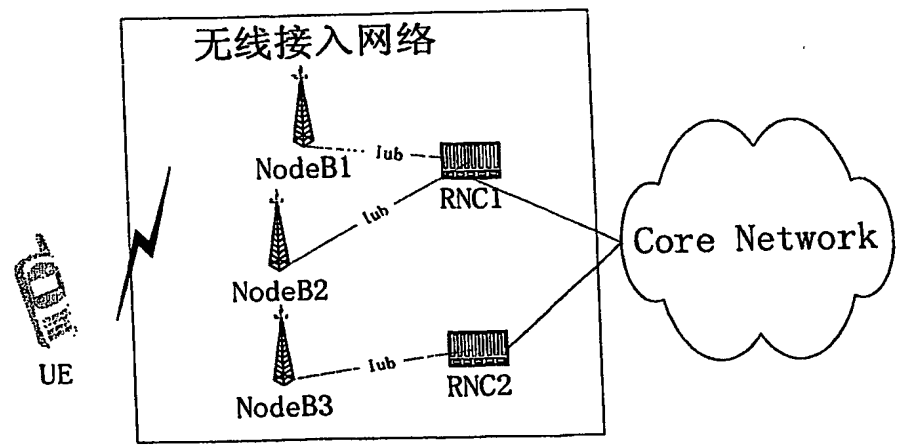 无线接入网络
Iub
NodeB1
RNC1
Iub
NodeB2
Core Network
Iub
UE
NodeB3
RNC2